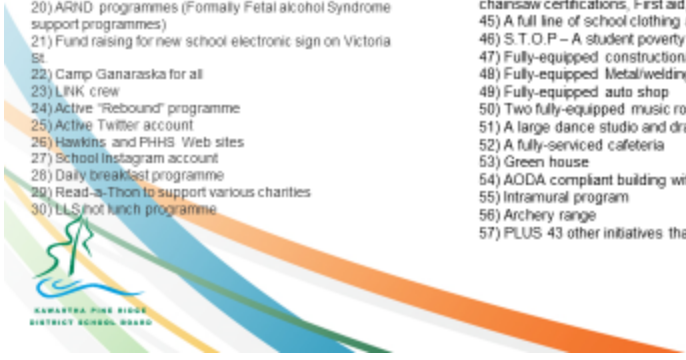 20) ARND programmes (Formally Fetal alcohol Syndrome
support programmes)
21) Fund raising for new school electronic sign on Victoria
St.
22) Camp Ganaraska for all
23) LINK crew
24) Active "Rebound" programme
25) Active Twitter account
26) Hawkins and PHHS Web sites
27) School Instagram account
28) Daily breakfast programme
29) Read-a-Thon to support various charities
30) LLS hot lunch programme
KAWARTHA PINE RIDGE
DISTRICT SCHOOL BOARD
chainsaw certifications, First aid
45) A full line of school clothing
46) S.T.O.P – A student poverty
47) Fully-equipped construction
48) Fully-equipped Metal/welding
49) Fully-equipped auto shop
50) Two fully-equipped music ro
51) A large dance studio and dra
52) A fully-serviced cafeteria
53) Green house
54) AODA compliant building wi
55) Intramural program
56) Archery range
57) PLUS 43 other initiatives tha